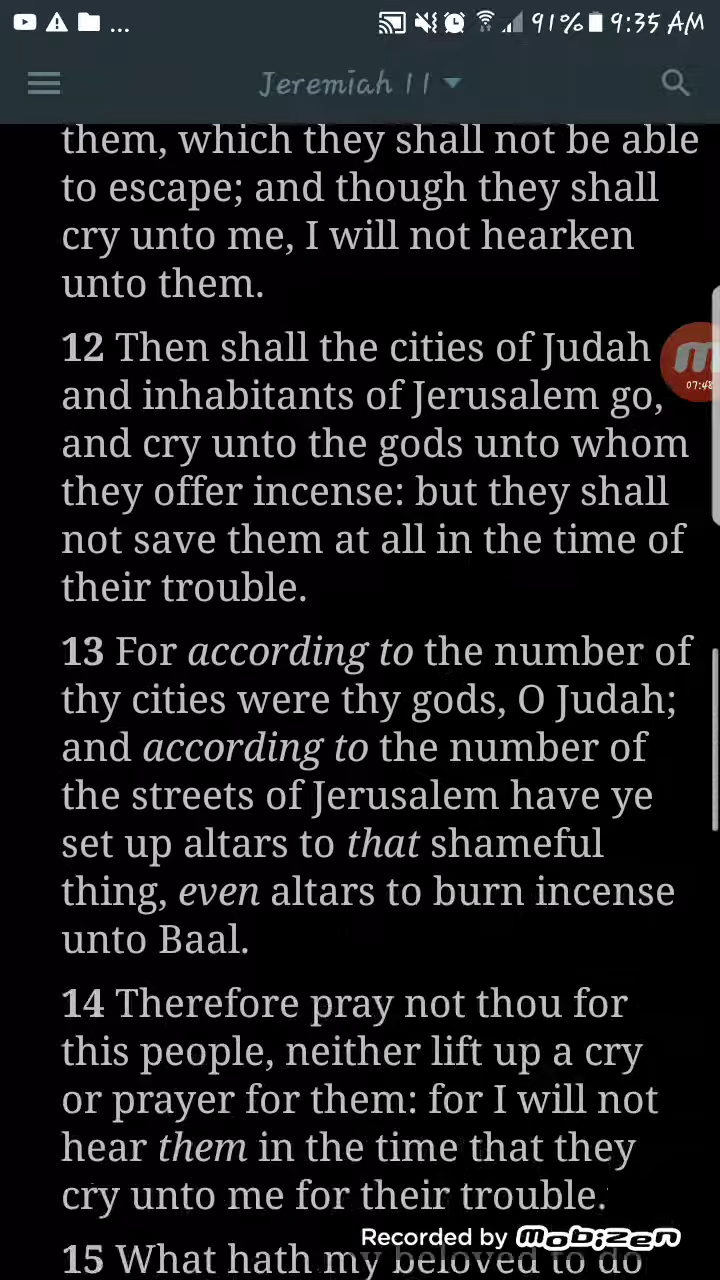 ... 91% 9:35 AM
Jeremiah 11
them, which they shall not be able
to escape; and though they shall
cry unto me, I will not hearken
unto them.
12 Then shall the cities of Judah
and inhabitants of Jerusalem go,
and cry unto the gods unto whom
they offer incense: but they shall
not save them at all in the time of
their trouble.
13 For according to the number of
thy cities were thy gods, O Judah;
and according to the number of
the streets of Jerusalem have ye
set up altars to that shameful
thing, even altars to burn incense
unto Baal.
14 Therefore pray not thou for
this people, neither lift up a cry
or prayer for them: for I will not
hear them in the time that they
cry unto me for their trouble.
15 What hath my beloved to do
m
07:48
Recorded by Mobizen